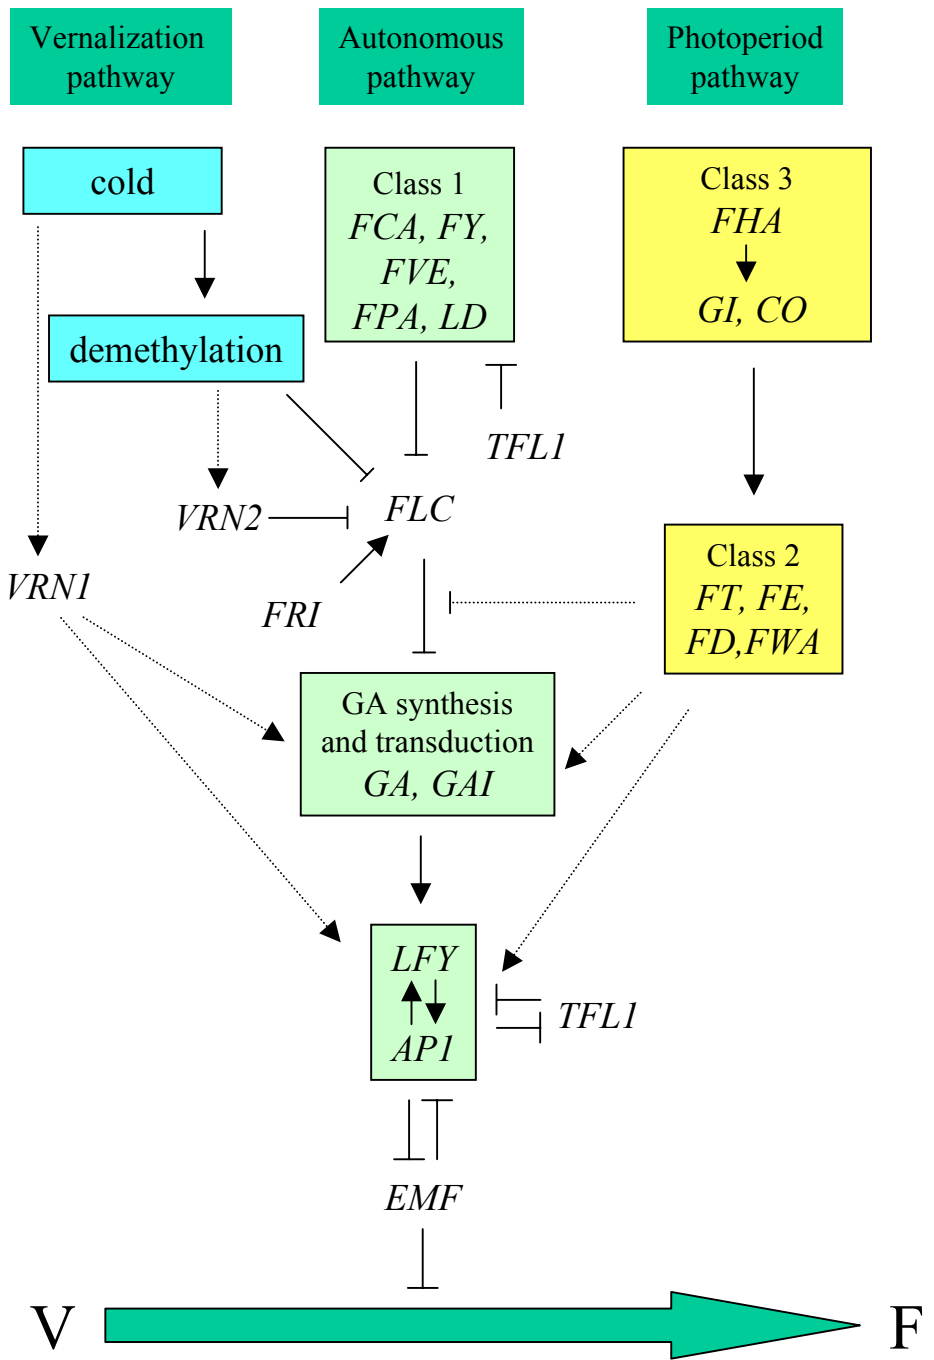 Vernalization
pathway
Autonomous
pathway
Photoperiod
pathway
cold
Class 1
FCA, FY,
FVE,
FPA, LD
Class 3
FHA
GI, CO
demethylation
TFL1
VRN2
FLC
VRN1
FRI
Class 2
FT, FE,
FD,FWA
GA synthesis
and transduction
GA, GAI
LFY
AP1
TFL1
EMF
V
F